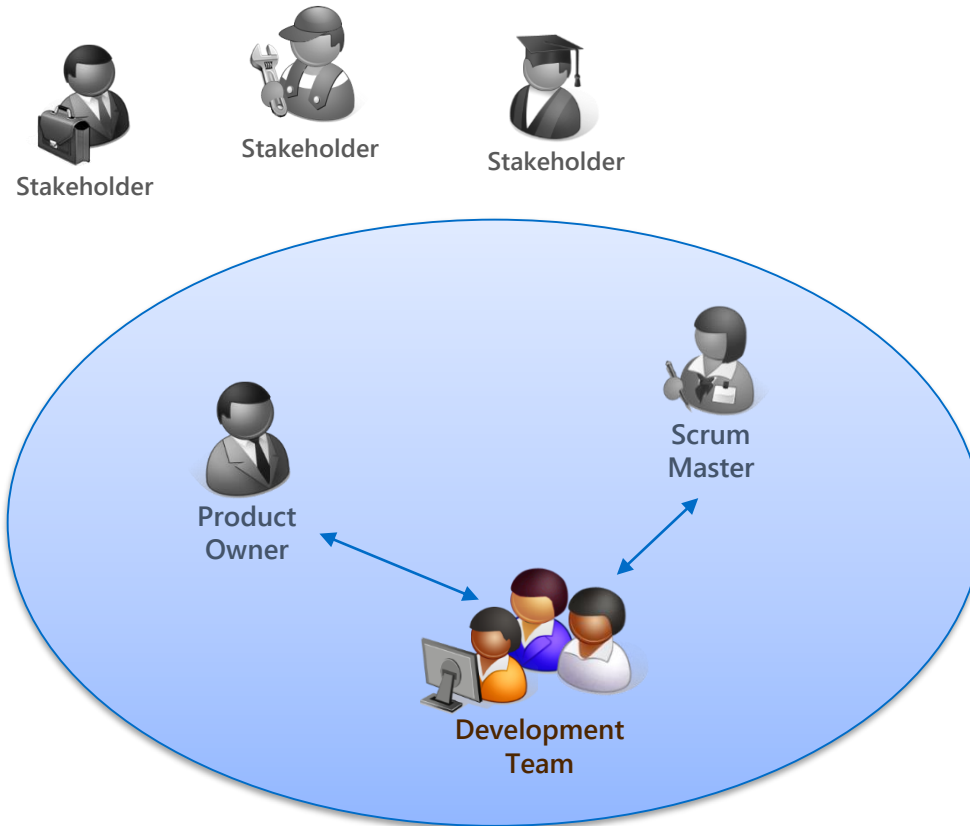 Stakeholder
Stakeholder
Stakeholder
Scrum
Master
Product
Owner
Development
Team